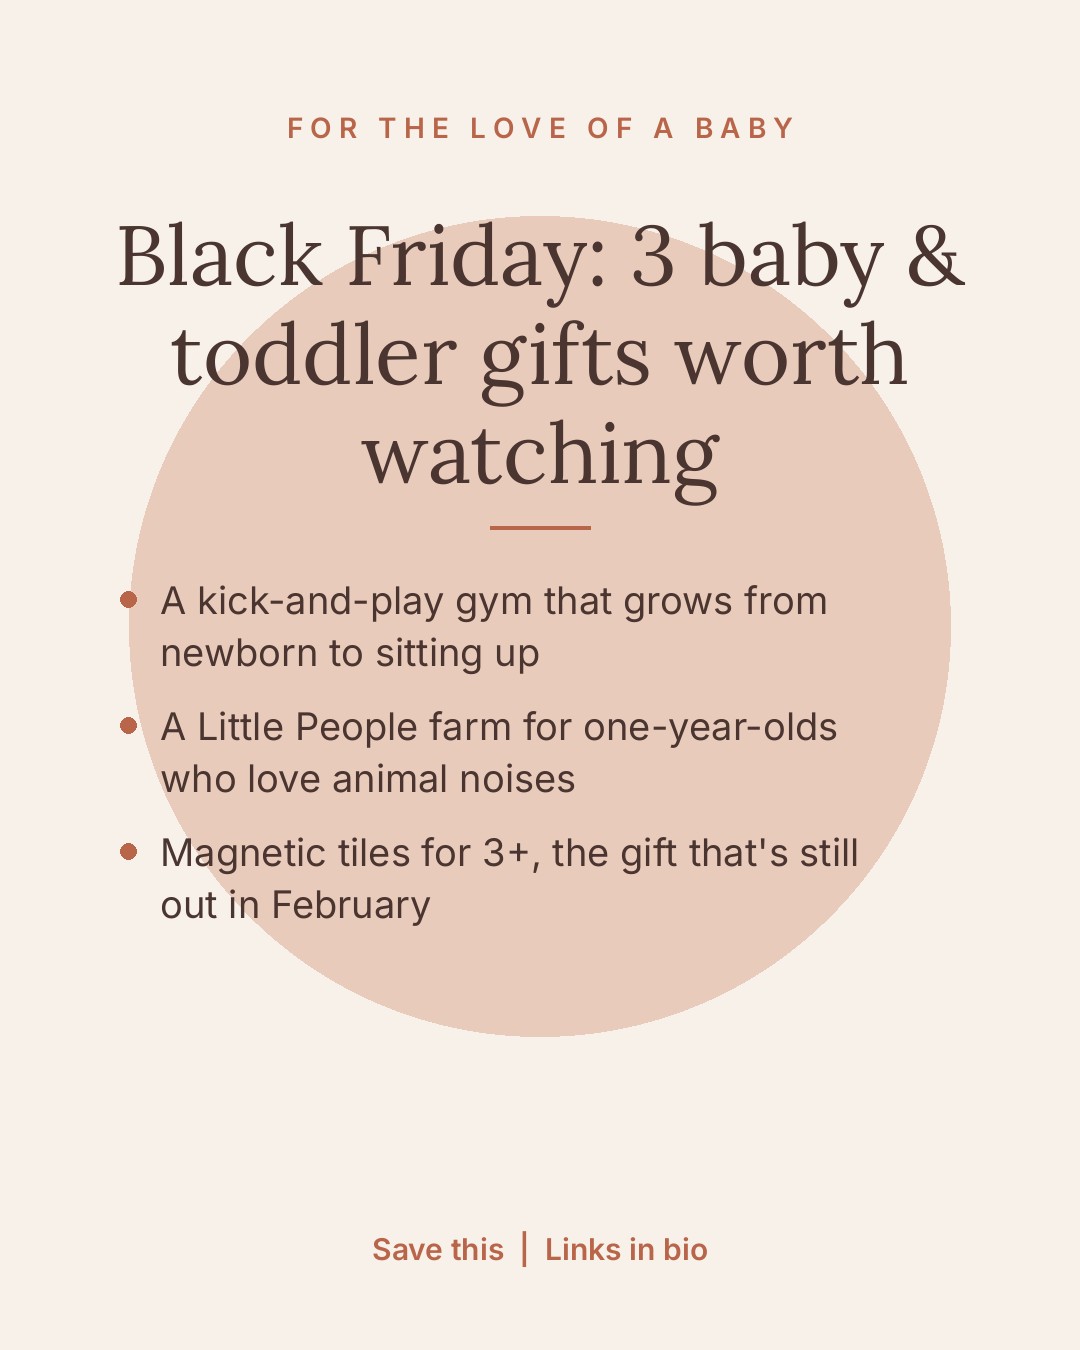 FOR THE LOVE OF A BABY
Black Friday: 3 baby &
toddler gifts worth
watching
A kick-and-play gym that grows from
newborn to sitting up
A Little People farm for one-year-olds
who love animal noises
Magnetic tiles for 3+, the gift that's still
out in February
Save this | Links in bio